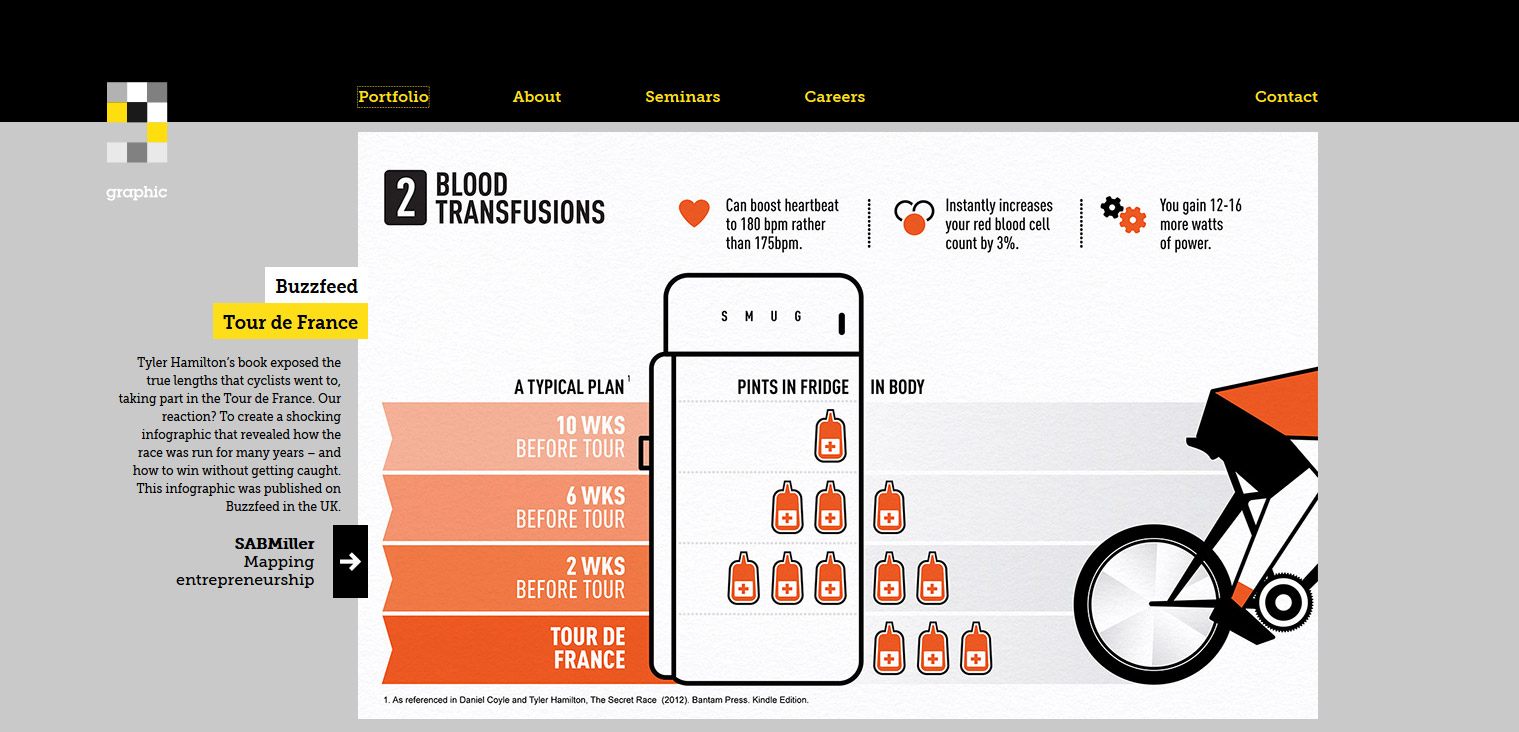 Portfolio
About
Seminars
Careers
Contact
graphic
Buzzfeed
Tour de France
Tyler Hamilton's book exposed the
true lengths that cyclists went to,
taking part in the Tour de France. Our
reaction? To create a shocking
infographic that revealed how the
race was run for many years – and
how to win without getting caught.
This infographic was published on
Buzzfeed in the UK.
SABMiller
Mapping
entrepreneurship
2 BLOOD
TRANSFUSIONS
Can boost heartbeat
to 180 bpm rather
than 175bpm.
Instantly increases
your red blood cell
count by 3%.
You gain 12-16
more watts
of power.
SMUG
A TYPICAL PLAN 1
PINTS IN FRIDGE
IN BODY
10 WKS
BEFORE TOUR
6 WKS
BEFORE TOUR
2 WKS
BEFORE TOUR
TOUR DE
FRANCE
1. As referenced in Daniel Coyle and Tyler Hamilton, The Secret Race (2012). Bantam Press. Kindle Edition.